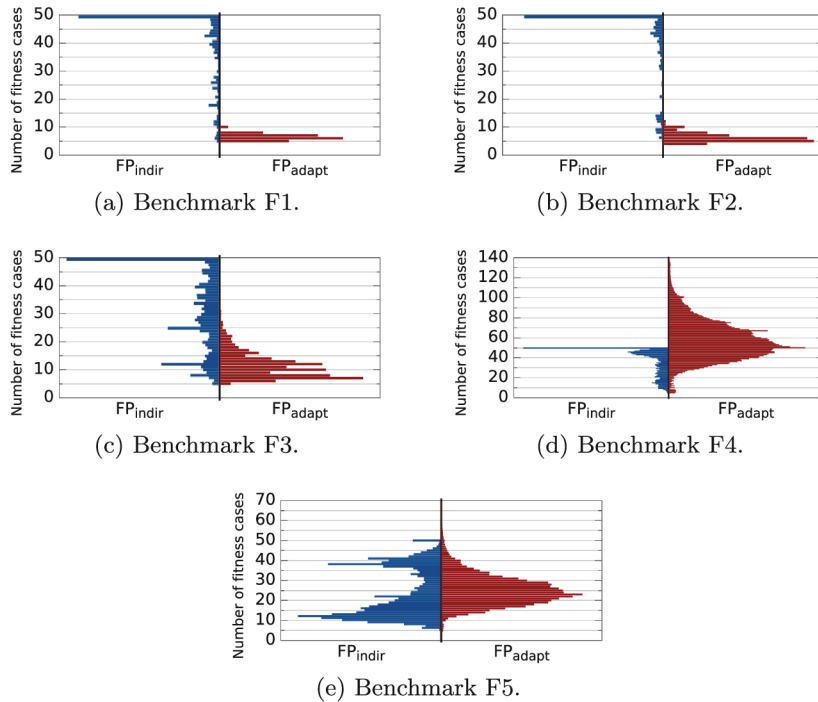 Number of fitness cases
50
40
30
20
10
0
FPindir
FPadapt
(a) Benchmark F1.
Number of fitness cases
50
40
30
20
10
0
FPindir
FPadapt
(b) Benchmark F2.
Number of fitness cases
50
40
30
20
10
0
FPindir
FPadapt
(c) Benchmark F3.
Number of fitness cases
140
120
100
80
60
40
20
0
FPindir
FPadapt
(d) Benchmark F4.
Number of fitness cases
70
60
50
40
30
20
10
0
FPindir
FPadapt
(e) Benchmark F5.